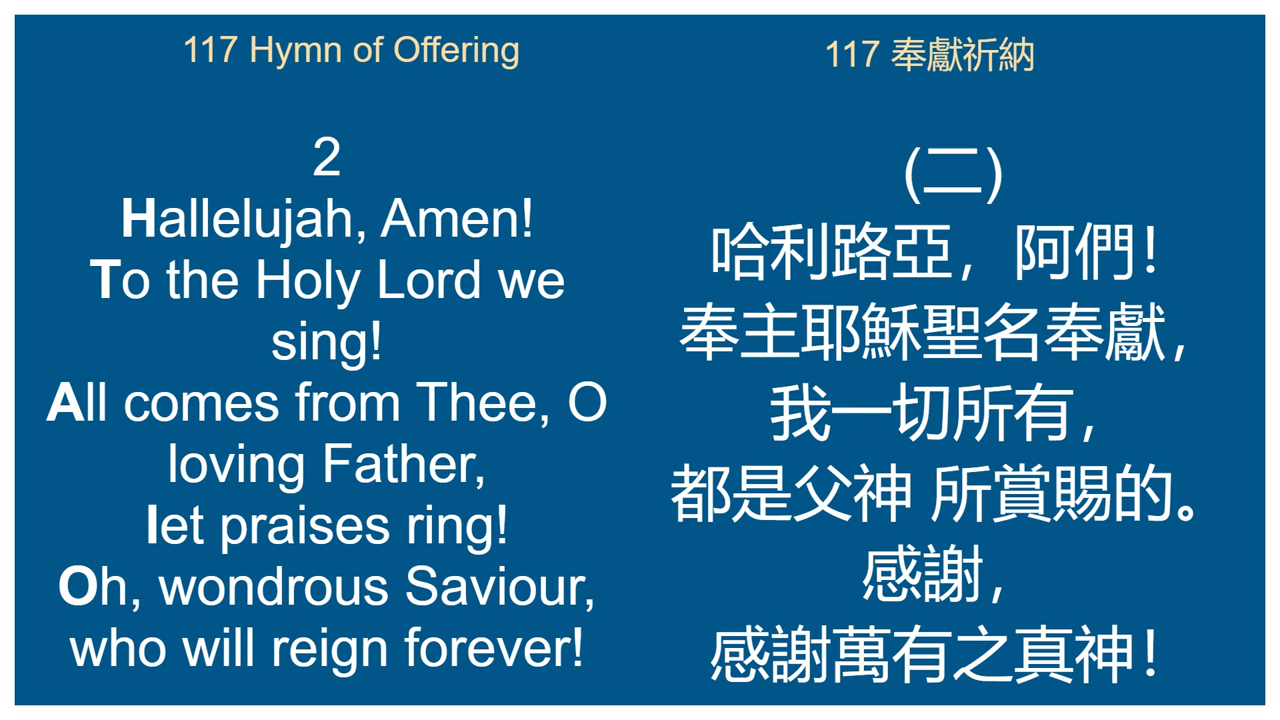 117 Hymn of Offering
2
Hallelujah, Amen!
To the Holy Lord we
sing!
All comes from Thee, O
loving Father,
let praises ring!
Oh, wondrous Saviour,
who will reign forever!
117 奉獻祈納
(二)
哈利路亞，阿們！
奉主耶穌聖名奉獻，
我一切所有，
都是父神 所賞賜的。
感謝，
感謝萬有之真神！